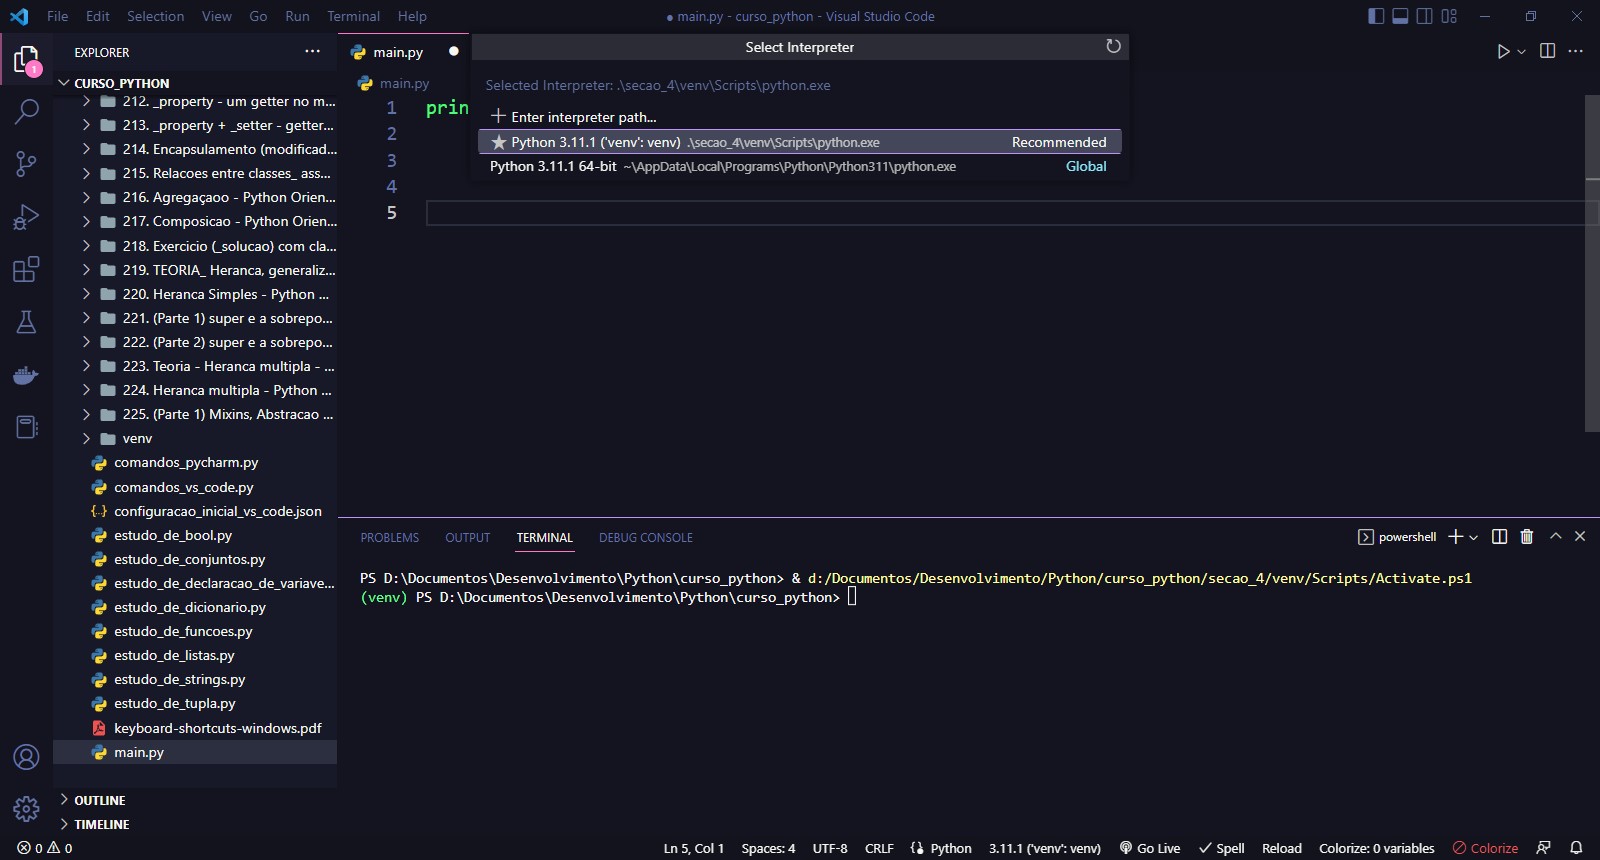 File Edit Selection View Go Run Terminal Help
● main.py - curso_python - Visual Studio Code
EXPLORER
1
CURSO_PYTHON
212. _property - um getter no m...
213. _property + _setter - getter...
214. Encapsulamento (modificad...
215. Relacoes entre classes_ ass...
216. Agregaçaoo - Python Orien...
217. Composicao - Python Orien...
218. Exercicio (_solucao) com cla...
219. TEORIA_ Heranca, generaliz...
220. Heranca Simples - Python ...
221. (Parte 1) super e a sobrepo...
222. (Parte 2) super e a sobrepo...
223. Teoria - Heranca multipla - ...
224. Heranca multipla - Python ...
225. (Parte 1) Mixins, Abstracao ...
venv
comandos_pycharm.py
comandos_vs_code.py
{..} configuracao_inicial_vs_code.json
estudo_de_bool.py
estudo_de_conjuntos.py
estudo_de_declaracao_de_variave...
estudo_de_dicionario.py
estudo_de_funcoes.py
estudo_de_listas.py
estudo_de_strings.py
estudo_de_tupla.py
keyboard-shortcuts-windows.pdf
main.py
OUTLINE
TIMELINE
main.py
main.py
1 prin
2
3
4
5
Select Interpreter
Selected Interpreter: .\secao_4\venv\Scripts\python.exe
Enter interpreter path...
Python 3.11.1 ('venv': venv) .\secao_4\venv\Scripts\python.exe Recommended
Python 3.11.1 64-bit ~\AppData\Local\Programs\Python\Python311\python.exe Global
PROBLEMS OUTPUT TERMINAL DEBUG CONSOLE
powershell
PS D:\Documentos\Desenvolvimento\Python\curso_python> & d:/Documentos/Desenvolvimento/Python/curso_python/secao_4/venv/Scripts/Activate.ps1
(venv) PS D:\Documentos\Desenvolvimento\Python\curso_python>
0 0
Ln 5, Col 1 Spaces: 4 UTF-8 CRLF Python 3.11.1 ('venv': venv) Go Live Spell Reload Colorize: 0 variables Colorize